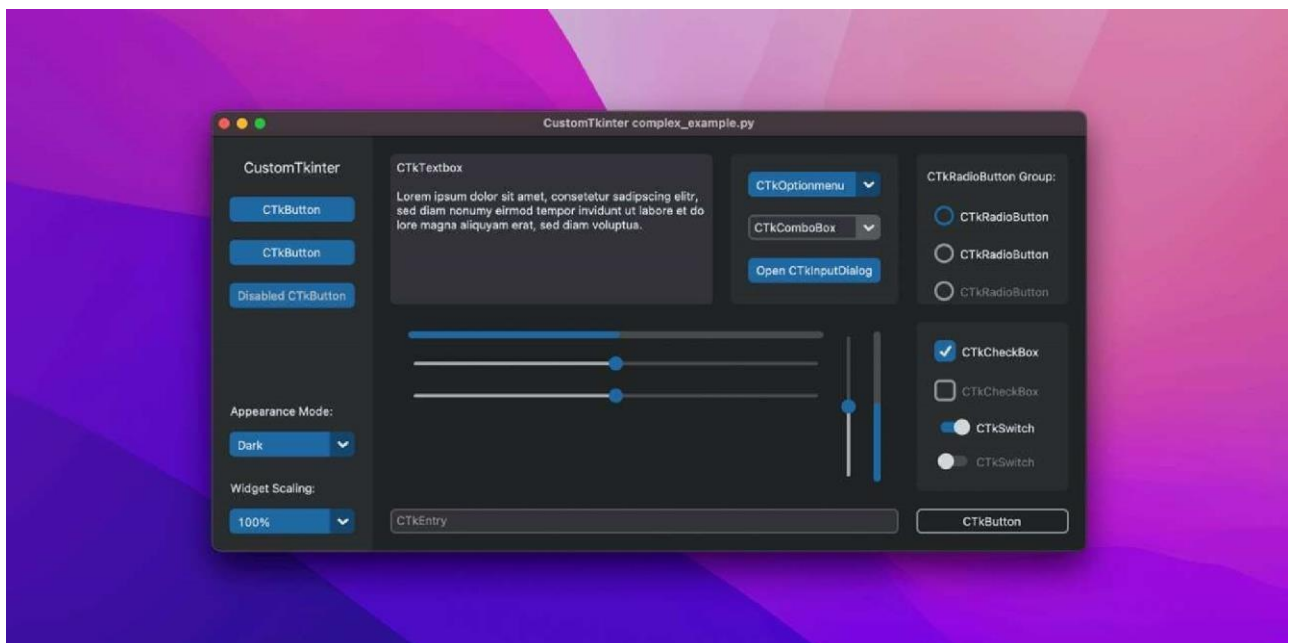 CustomTkinter complex_example.py
CustomTkinter
CTkButton
CTkButton
Disabled CTkButton
Appearance Mode:
Dark
Widget Scaling:
100%
CTkTextbox
Lorem ipsum dolor sit amet, consetetur sadipscing elitr,
sed diam nonumy eirmod tempor invidunt ut labore et do
lore magna aliquyam erat, sed diam voluptua.
CTkOptionmenu
CTkComboBox
Open CTkInputDialog
CTkRadioButton Group:
CTkRadioButton
CTkRadioButton
CTkRadioButton
CTkCheckBox
CTkCheckBox
CTkSwitch
CTkSwitch
CTkEntry
CTkButton